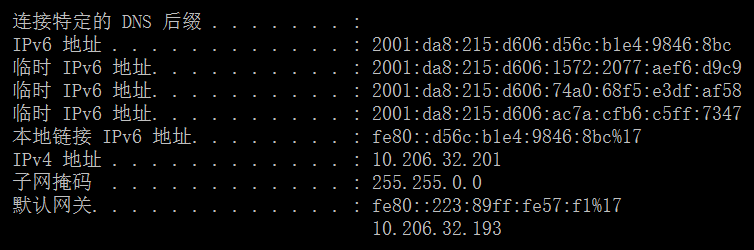 连接特定的 DNS 后缀 . . . . . . . :
IPv6 地址 . . . . . . . . . . . . : 2001:da8:215:d606:d56c:b1e4:9846:8bc
临时 IPv6 地址. . . . . . . . . . : 2001:da8:215:d606:1572:2077:aef6:d9c9
临时 IPv6 地址. . . . . . . . . . : 2001:da8:215:d606:74a0:68f5:e3df:af58
临时 IPv6 地址. . . . . . . . . . : 2001:da8:215:d606:ac7a:cfb6:c5ff:7347
本地链接 IPv6 地址. . . . . . . . : fe80::d56c:b1e4:9846:8bc%17
IPv4 地址 . . . . . . . . . . . . : 10.206.32.201
子网掩码  . . . . . . . . . . . . : 255.255.0.0
默认网关. . . . . . . . . . . . . : fe80::223:89ff:fe57:f1%17
10.206.32.193